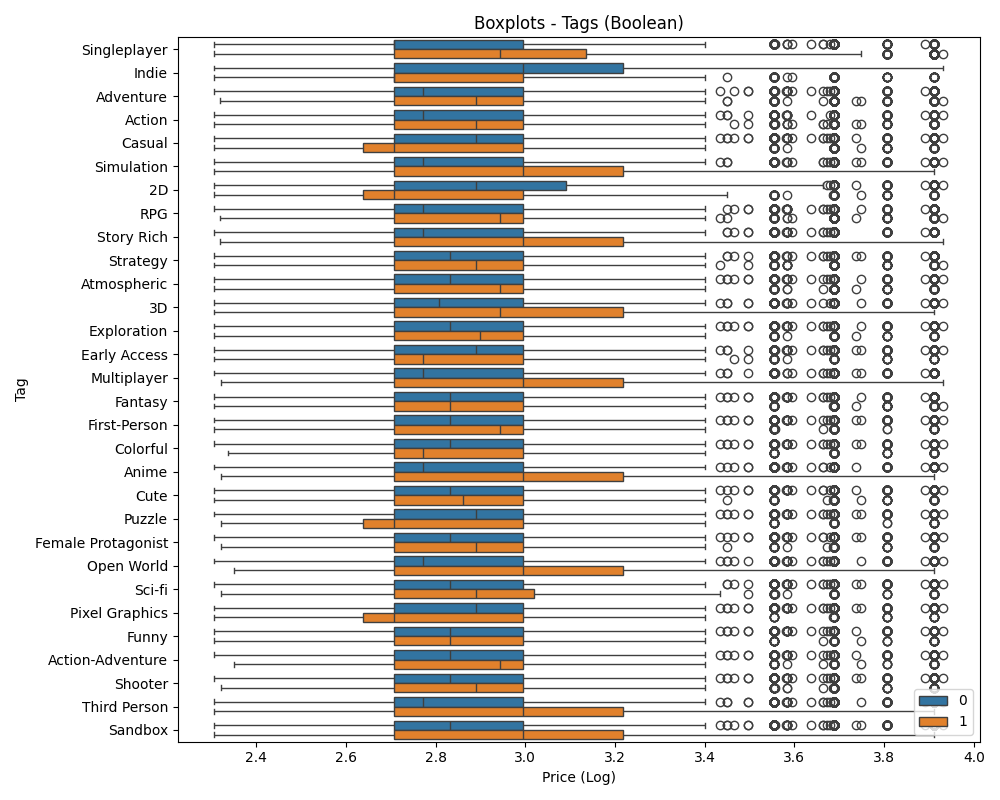 Boxplots - Tags (Boolean)
Singleplayer
Indie
Adventure
Action
Casual
Simulation
2D
RPG
Story Rich
Strategy
Atmospheric
3D
Exploration
Early Access
Multiplayer
Fantasy
First-Person
Colorful
Anime
Cute
Puzzle
Female Protagonist
Open World
Sci-fi
Pixel Graphics
Funny
Action-Adventure
Shooter
Third Person
Sandbox
Tag
0
1
2.4 2.6 2.8 3.0 3.2 3.4 3.6 3.8 4.0
Price (Log)